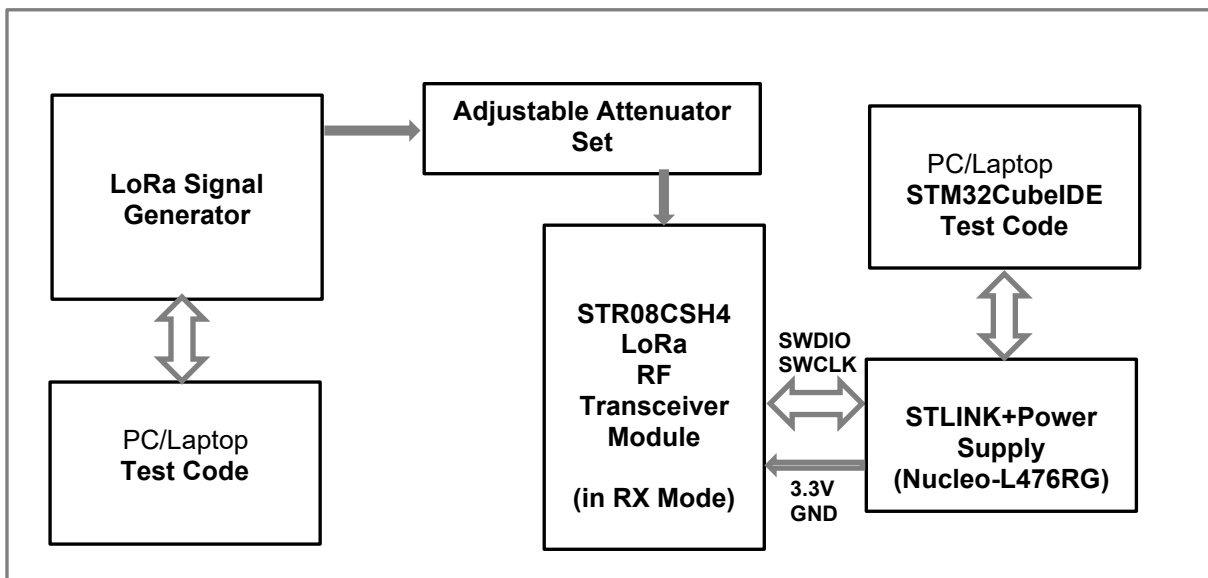 LoRa Signal
Generator
PC/Laptop
Test Code
Adjustable Attenuator
Set
STR08CSH4
LoRa
RF
Transceiver
Module
(in RX Mode)
SWDIO
SWCLK
3.3V
GND
PC/Laptop
STM32CubeIDE
Test Code
STLINK+Power
Supply
(Nucleo-L476RG)